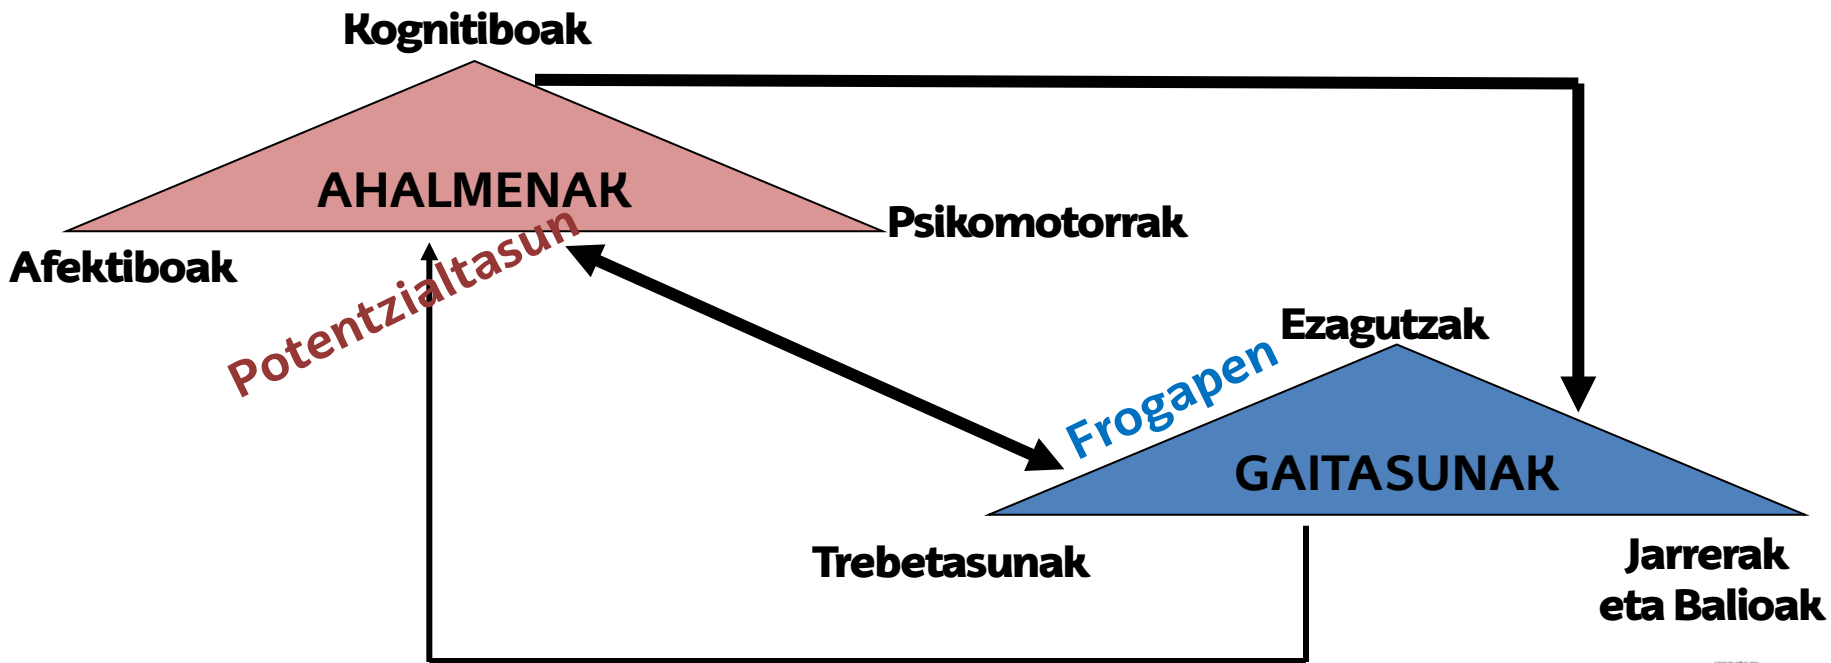 Kognitiboak
AHALMENAK
Psikomotorrak
Afektiboak
Potentzialtasun
Ezagutzak
Frogapen
GAITASUNAK
Trebetasunak
Jarrerak
eta Balioak